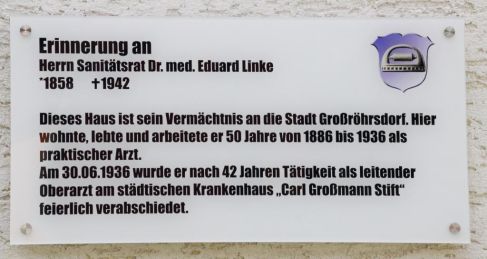 Erinnerung an
Herrn Sanitätsrat Dr. med. Eduard Linke
*1858 †1942
Dieses Haus ist sein Vermächtnis an die Stadt Großröhrsdorf. Hier
wohnte, lebte und arbeitete er 50 Jahre von 1886 bis 1936 als
praktischer Arzt.
Am 30.06.1936 wurde er nach 42 Jahren Tätigkeit als leitender
Oberarzt am städtischen Krankenhaus „Carl Großmann Stift“
feierlich verabschiedet.